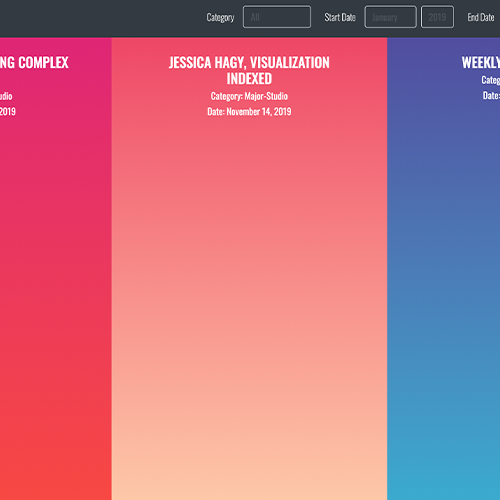 Category All Start Date January 2019 End Date
NG COMPLEX
udio
2019
JESSICA HAGY, VISUALIZATION
INDEXED
Category: Major-Studio
Date: November 14, 2019
WEEKLY
Categ
Date: